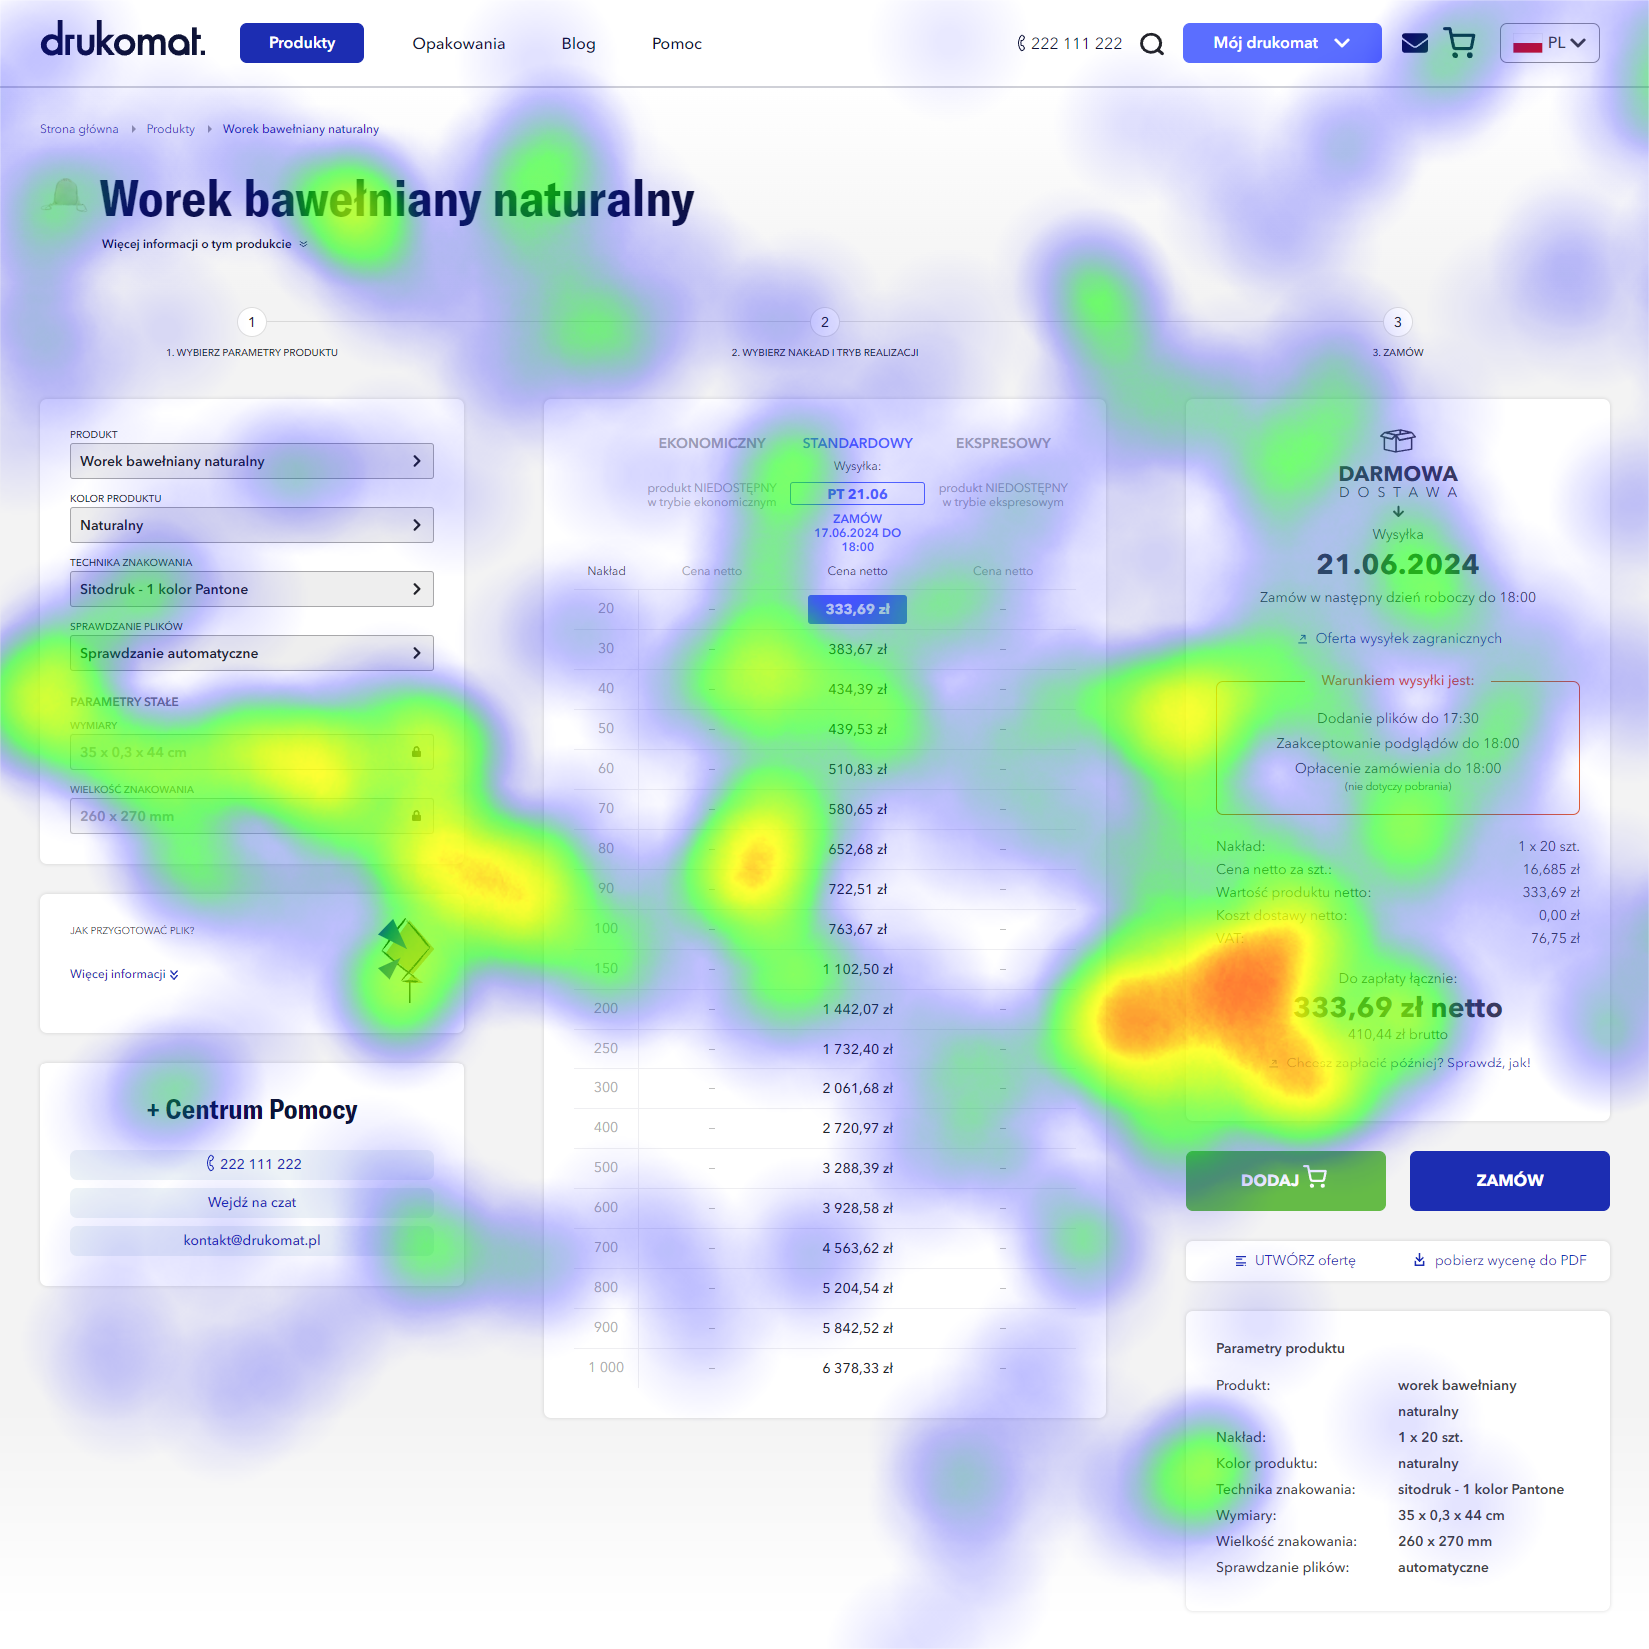 drukomat.
Produkty
Opakowania
Blog
Pomoc
222 111 222
Mój drukomat
PL
Strona główna
Produkty
Worek bawełniany naturalny
Worek bawełniany naturalny
Więcej informacji o tym produkcie
1
2
3
1. WYBIERZ PARAMETRY PRODUKTU
2. WYBIERZ NAKŁAD I TRYB REALIZACJI
3. ZAMÓW
PRODUKT
Worek bawełniany naturalny
KOLOR PRODUKTU
Naturalny
TECHNIKA ZNAKOWANIA
Sitodruk - 1 kolor Pantone
SPRAWDZANIE PLIKÓW
Sprawdzanie automatyczne
PARAMETRY STAŁE
WYMIARY
35 x 0,3 x 44 cm
WIELKOŚĆ ZNAKOWANIA
260 x 270 mm
JAK PRZYGOTOWAĆ PLIK?
Więcej informacji
+ Centrum Pomocy
222 111 222
Wejdź na czat
kontakt@drukomat.pl
EKONOMICZNY STANDARDOWY EKSPRESOWY
Wysyłka:
produkt NIEDOSTĘPNY
w trybie ekonomicznym
PT 21.06
produkt NIEDOSTĘPNY
w trybie ekspresowym
ZAMÓW
17.06.2024 DO
18:00
Nakład Cena netto Cena netto Cena netto
20 – 333,69 zł –
30 – 383,67 zł –
40 – 434,39 zł –
50 – 439,53 zł –
60 – 510,83 zł –
70 – 580,65 zł –
80 – 652,68 zł –
90 – 722,51 zł –
100 – 763,67 zł –
150 – 1 102,50 zł –
200 – 1 442,07 zł –
250 – 1 732,40 zł –
300 – 2 061,68 zł –
400 – 2 720,97 zł –
500 – 3 288,39 zł –
600 – 3 928,58 zł –
700 – 4 563,62 zł –
800 – 5 204,54 zł –
900 – 5 842,52 zł –
1 000 – 6 378,33 zł –
DARMOWA
DOSTAWA
Wysyłka
21.06.2024
Zamów w następny dzień roboczy do 18:00
Oferta wysyłek zagranicznych
Warunkiem wysyłki jest:
Dodanie plików do 17:30
Zaakceptowanie podglądów do 18:00
Opłacenie zamówienia do 18:00
(nie dotyczy pobrania)
Nakład: 1 x 20 szt.
Cena netto za szt.: 16,685 zł
Wartość produktu netto: 333,69 zł
Koszt dostawy netto: 0,00 zł
VAT: 76,75 zł
Do zapłaty łącznie:
333,69 zł netto
410,44 zł brutto
Chcesz zapłacić później? Sprawdź, jak!
DODAJ
ZAMÓW
UTWÓRZ ofertę
pobierz wycenę do PDF
Parametry produktu
Produkt: worek bawełniany
naturalny
Nakład: 1 x 20 szt.
Kolor produktu: naturalny
Technika znakowania: sitodruk - 1 kolor Pantone
Wymiary: 35 x 0,3 x 44 cm
Wielkość znakowania: 260 x 270 mm
Sprawdzanie plików: automatyczne